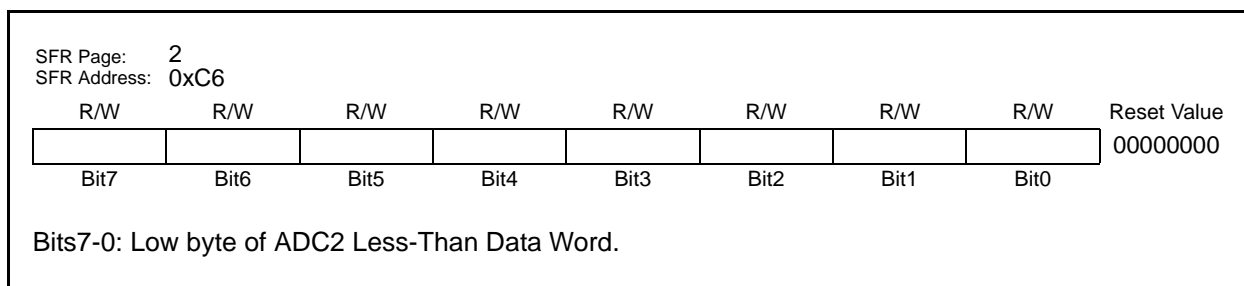 SFR Page: 2
SFR Address: 0xC6
R/W R/W R/W R/W R/W R/W R/W R/W Reset Value
00000000
Bit7 Bit6 Bit5 Bit4 Bit3 Bit2 Bit1 Bit0
Bits7-0: Low byte of ADC2 Less-Than Data Word.